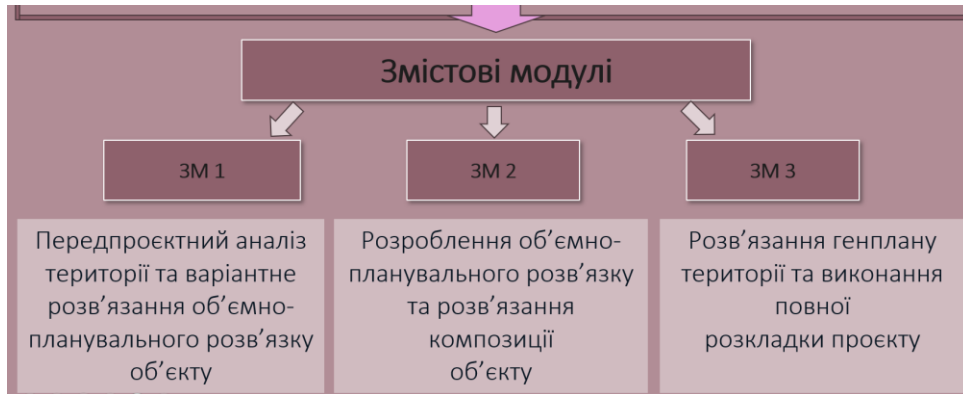 Змістові модулі
ЗМ 1
ЗМ 2
ЗМ 3
Передпроєктний аналіз
території та варіантне
розв’язання об’ємно-
планувального розв’язку
об’єкту
Розроблення об’ємно-
планувального розв’язку
та розв’язання
композиції
об’єкту
Розв’язання генплану
території та виконання
повної
розкладки проєкту